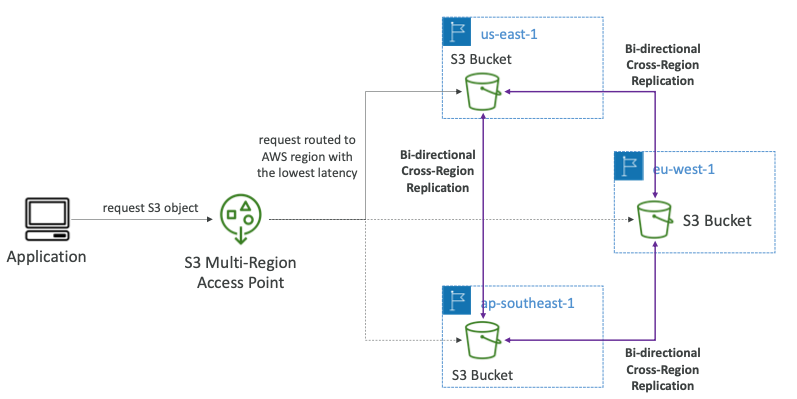 us-east-1
S3 Bucket
Bi-directional
Cross-Region
Replication
request routed to
AWS region with
the lowest latency
Bi-directional
Cross-Region
Replication
eu-west-1
S3 Bucket
request S3 object
Application
S3 Multi-Region
Access Point
ap-southeast-1
S3 Bucket
Bi-directional
Cross-Region
Replication